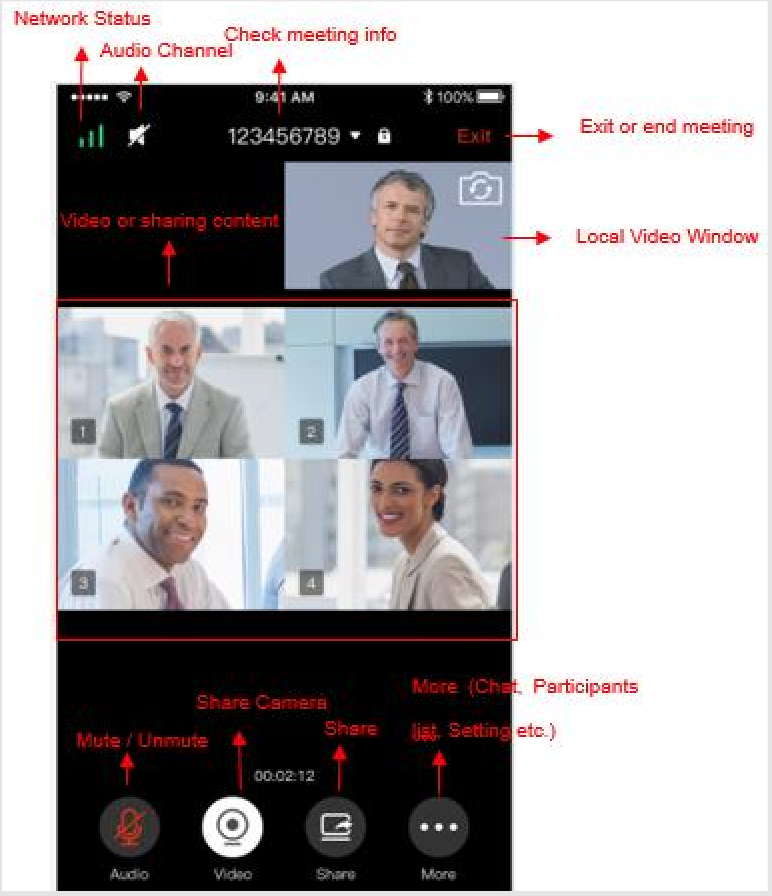 Network Status
Check meeting info
Audio Channel
9:41 AM
100%
123456789
Exit
Exit or end meeting
Video or sharing content
Local Video Window
1
2
3
4
More (Chat, Participants
list, Setting etc.)
Share Camera
Share
Mute / Unmute
00:02:12
Audio
Video
Share
More